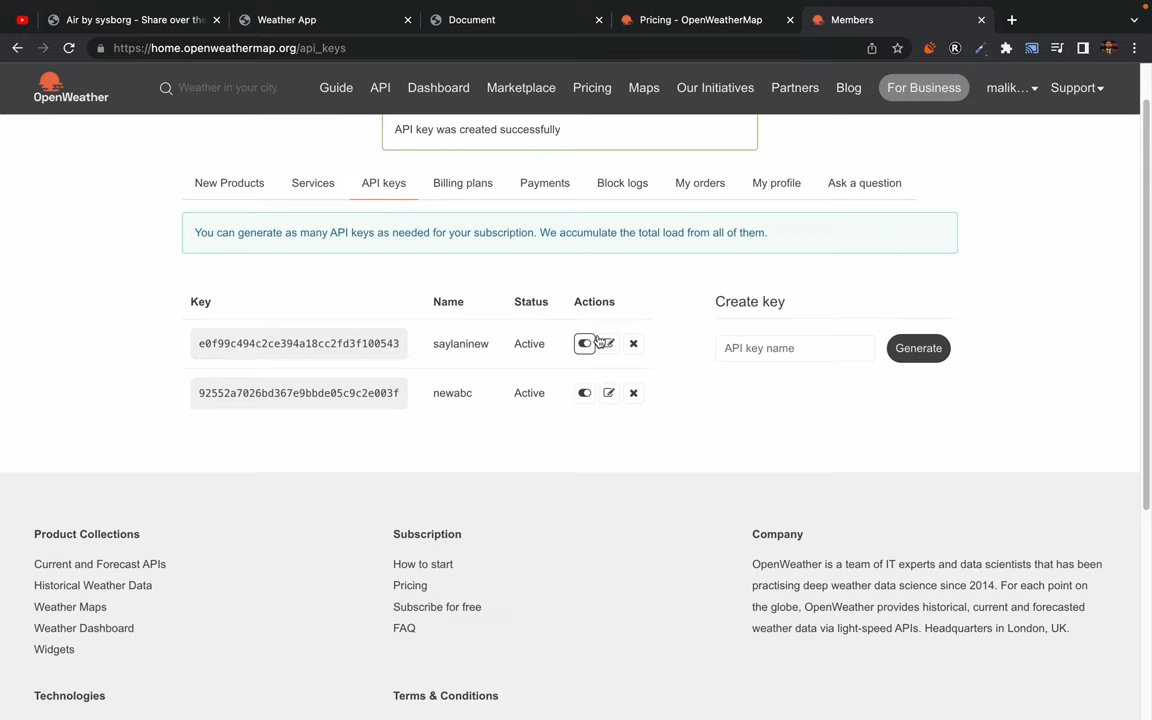 Air by sysborg - Share over the
Weather App
Document
Pricing - OpenWeatherMap
Members
https://home.openweathermap.org/api_keys
OpenWeather
Weather in your city
Guide
API
Dashboard
Marketplace
Pricing
Maps
Our Initiatives
Partners
Blog
For Business
malik...
Support
API key was created successfully
New Products
Services
API keys
Billing plans
Payments
Block logs
My orders
My profile
Ask a question
You can generate as many API keys as needed for your subscription. We accumulate the total load from all of them.
Key Name Status Actions
e0f99c494c2ce394a18cc2fd3f100543 saylaninew Active
92552a7026bd367e9bbde05c9c2e003f newabc Active
Create key
API key name
Generate
Product Collections
Current and Forecast APIs
Historical Weather Data
Weather Maps
Weather Dashboard
Widgets
Subscription
How to start
Pricing
Subscribe for free
FAQ
Company
OpenWeather is a team of IT experts and data scientists that has been
practising deep weather data science since 2014. For each point on
the globe, OpenWeather provides historical, current and forecasted
weather data via light-speed APIs. Headquarters in London, UK.
Technologies
Terms & Conditions